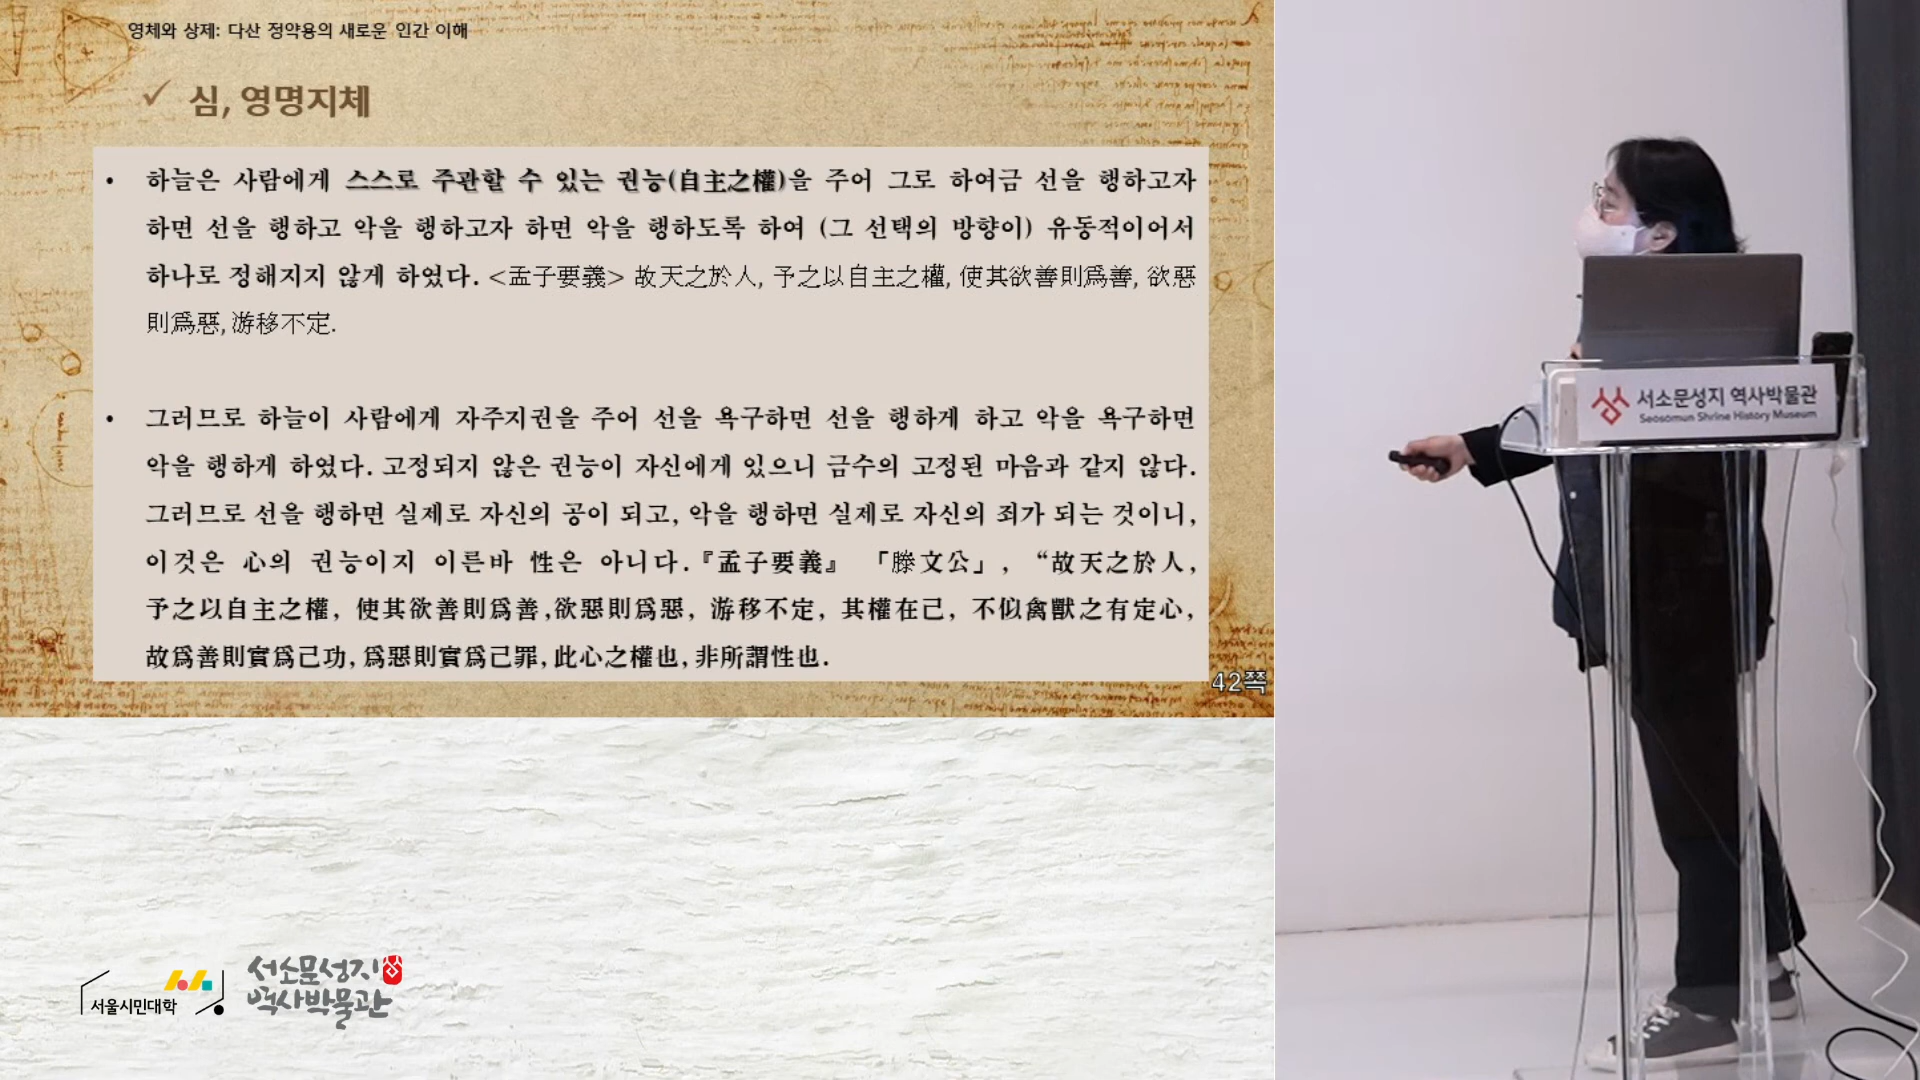 영체와 상제: 다산 정약용의 새로운 인간 이해
✓ 심, 영명지체
• 하늘은 사람에게 스스로 주관할 수 있는 권능(自主之權)을 주어 그로 하여금 선을 행하고자
하면 선을 행하고 악을 행하고자 하면 악을 행하도록 하여 (그 선택의 방향이) 유동적이어서
하나로 정해지지 않게 하였다. <孟子要義> 故天之於人, 予之以自主之權, 使其欲善則爲善, 欲惡
則爲惡, 游移不定.
• 그러므로 하늘이 사람에게 자주지권을 주어 선을 욕구하면 선을 행하게 하고 악을 욕구하면
악을 행하게 하였다. 고정되지 않은 권능이 자신에게 있으니 금수의 고정된 마음과 같지 않다.
그러므로 선을 행하면 실제로 자신의 공이 되고, 악을 행하면 실제로 자신의 죄가 되는 것이니,
이것은 心의 권능이지 이른바 性은 아니다.『孟子要義』 「滕文公」, “故天之於人,
予之以自主之權, 使其欲善則爲善,欲惡則爲惡, 游移不定, 其權在己, 不似禽獸之有定心,
故爲善則實爲己功, 爲惡則實爲己罪, 此心之權也, 非所謂性也.
42쪽
서소문성지 역사박물관
Seosomun Shrine History Museum
서울시민대학
서소문성지
역사박물관